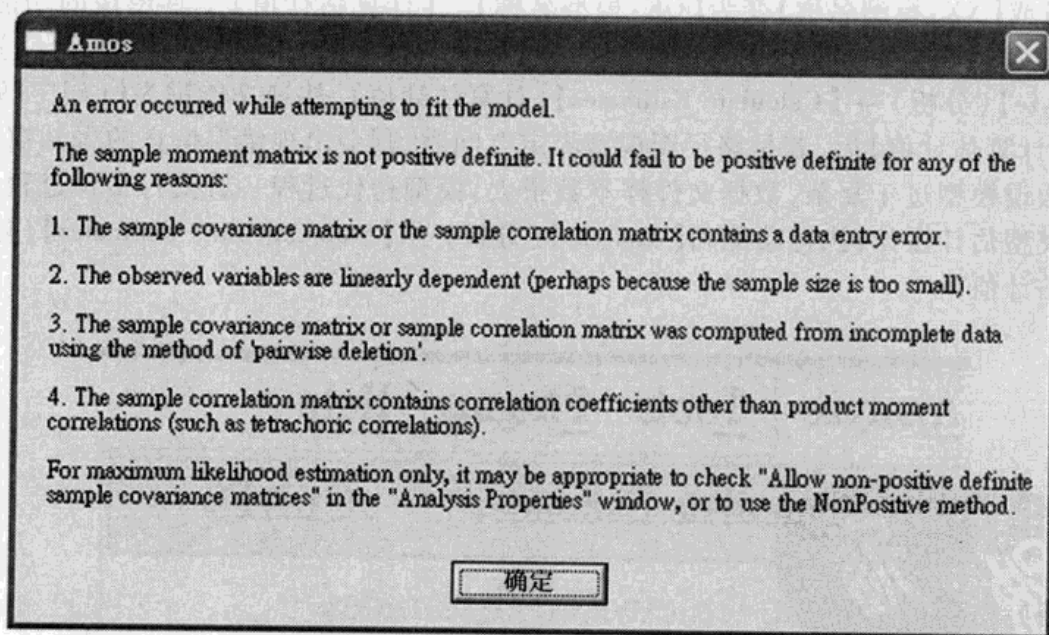 Amos
An error occurred while attempting to fit the model.
The sample moment matrix is not positive definite. It could fail to be positive definite for any of the
following reasons:
1. The sample covariance matrix or the sample correlation matrix contains a data entry error.
2. The observed variables are linearly dependent (perhaps because the sample size is too small).
3. The sample covariance matrix or sample correlation matrix was computed from incomplete data
using the method of 'pairwise deletion'.
4. The sample correlation matrix contains correlation coefficients other than product moment
correlations (such as tetrachoric correlations).
For maximum likelihood estimation only, it may be appropriate to check "Allow non-positive definite
sample covariance matrices" in the "Analysis Properties" window, or to use the NonPositive method.
确定